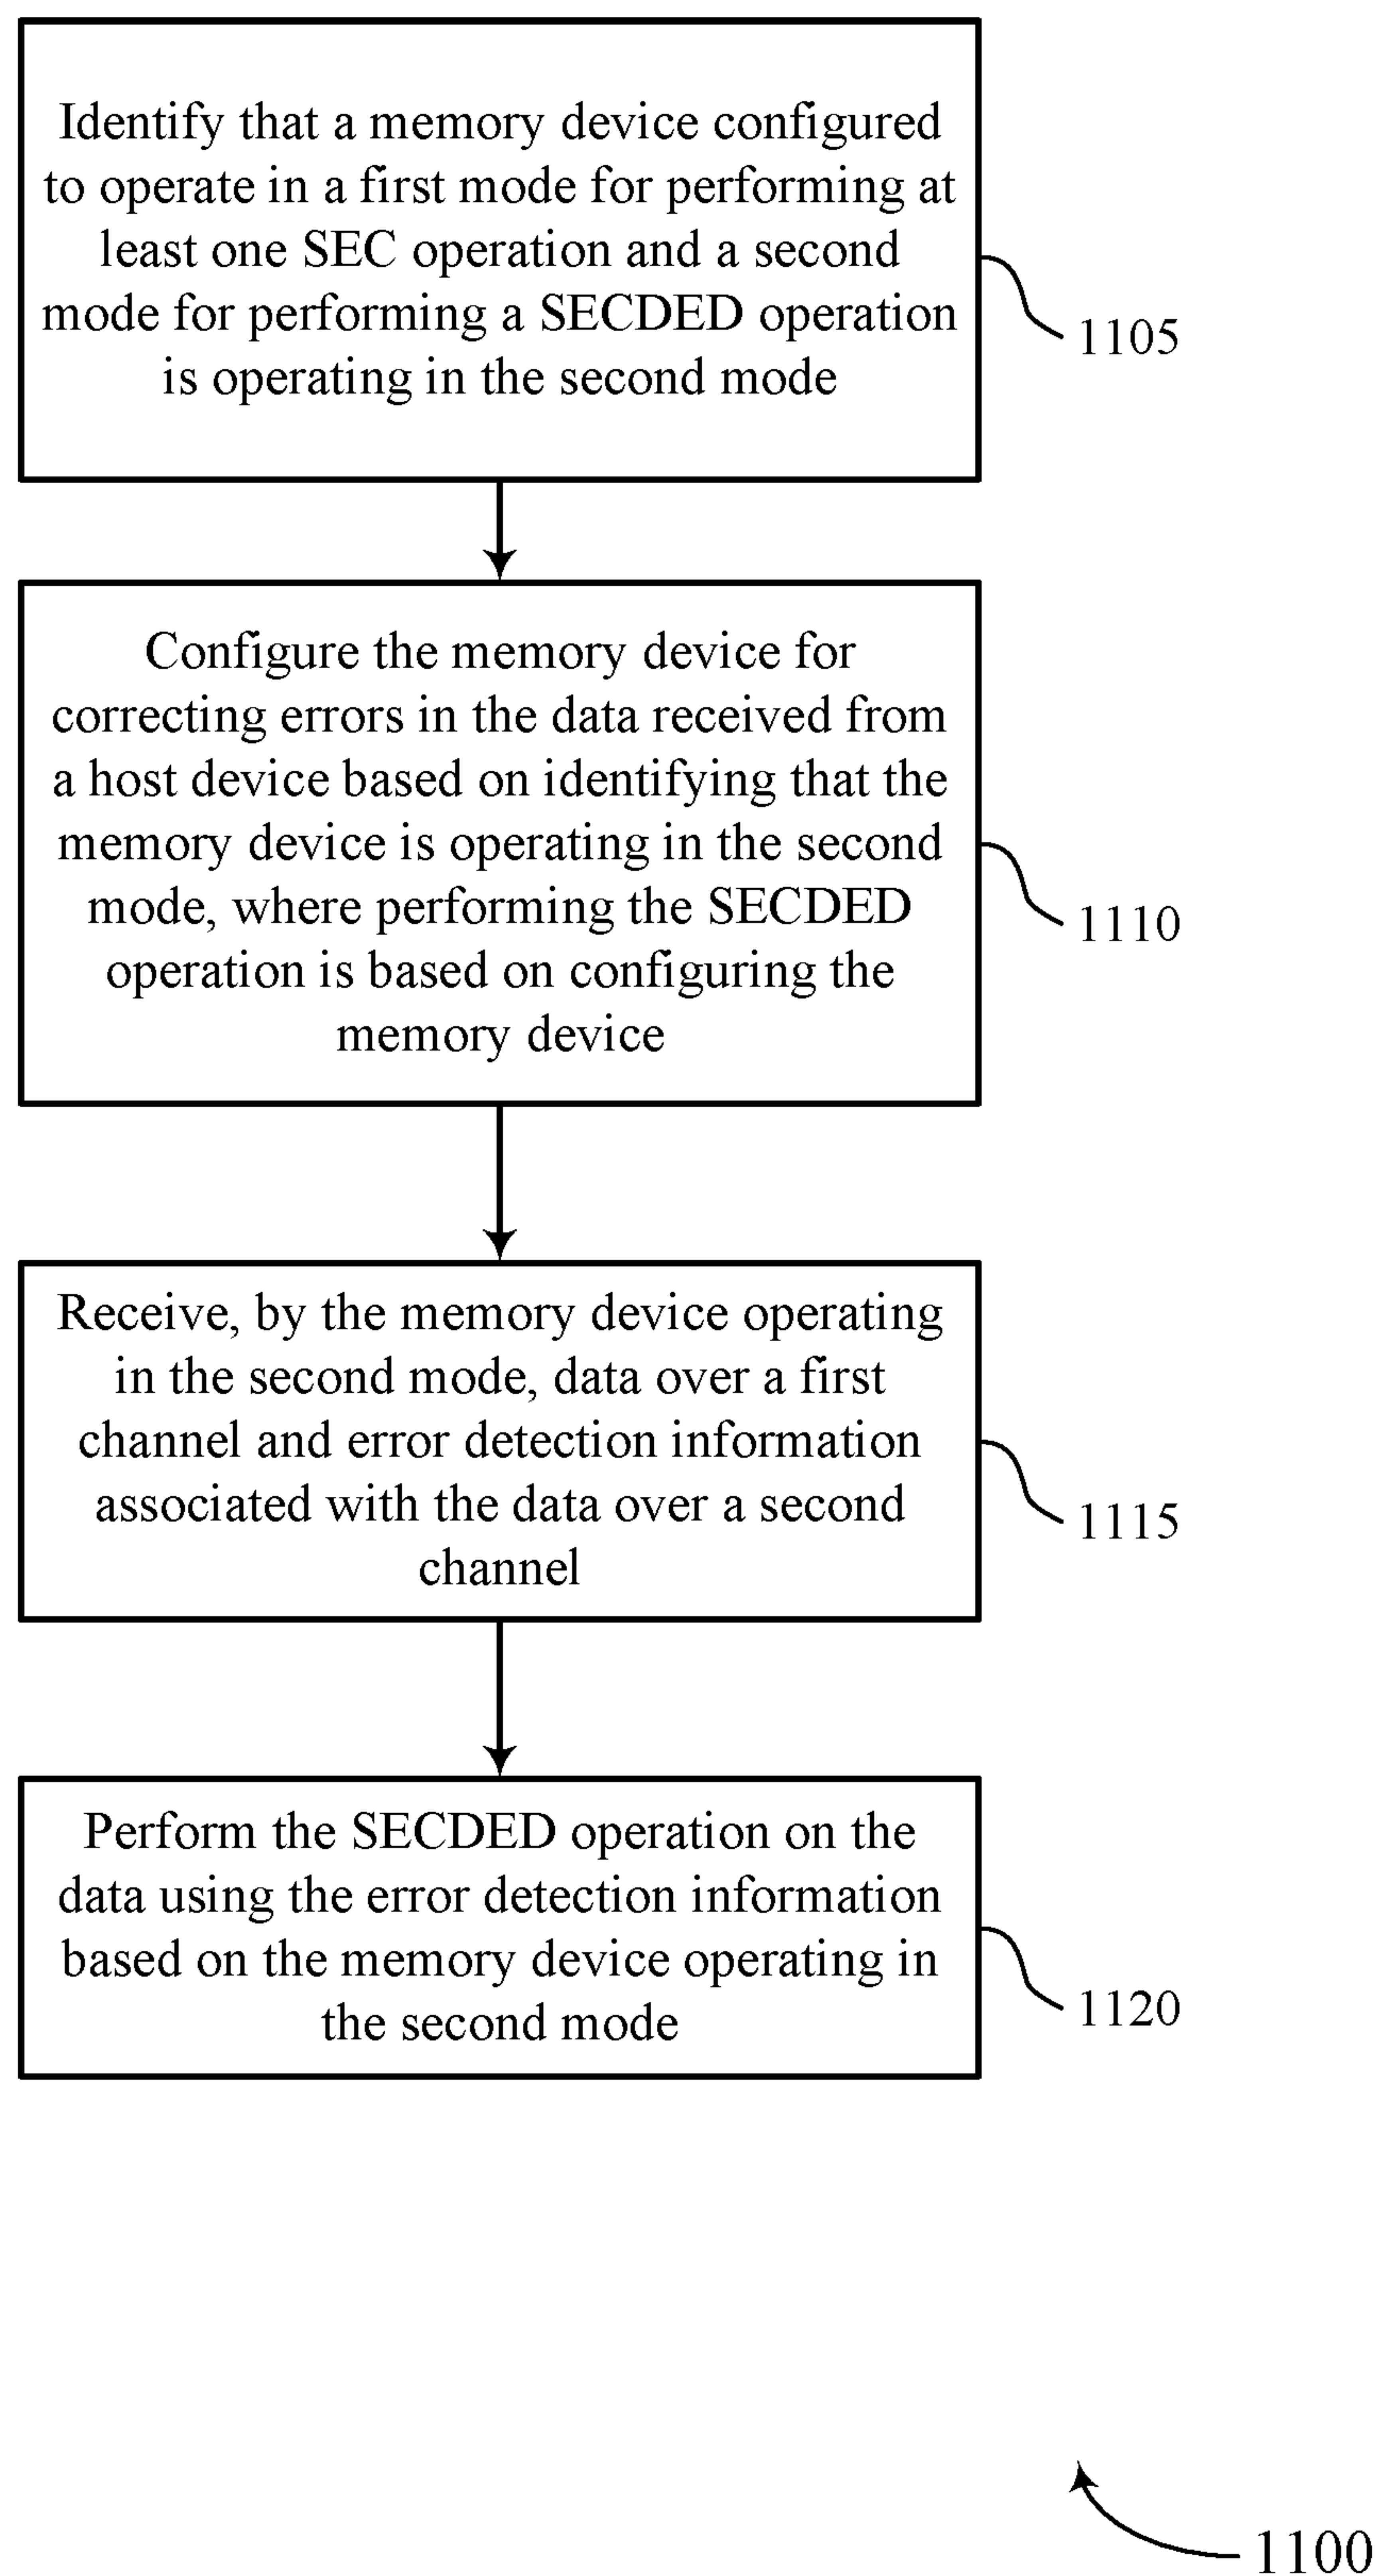 Identify that a memory device configured
to operate in a first mode for performing at
least one SEC operation and a second
mode for performing a SECDED operation
is operating in the second mode
1105
Configure the memory device for
correcting errors in the data received from
a host device based on identifying that the
memory device is operating in the second
mode, where performing the SECDED
operation is based on configuring the
memory device
1110
Receive, by the memory device operating
in the second mode, data over a first
channel and error detection information
associated with the data over a second
channel
1115
Perform the SECDED operation on the
data using the error detection information
based on the memory device operating in
the second mode
1120
1100